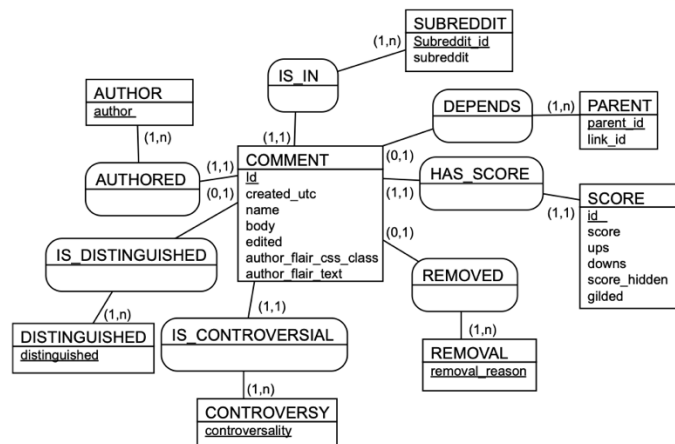 SUBREDDIT
Subreddit_id
subreddit
(1,n)
IS_IN
(1,1)
AUTHOR
author
(1,n)
AUTHORED
(1,1)
DEPENDS
(1,n)
(0,1)
PARENT
parent_id
link_id
COMMENT
Id
created_utc
name
body
edited
author_flair_css_class
author_flair_text
HAS_SCORE
(1,1)
(1,1)
SCORE
id
score
ups
downs
score_hidden
gilded
(0,1)
IS_DISTINGUISHED
(1,n)
DISTINGUISHED
distinguished
(0,1)
REMOVED
(1,n)
REMOVAL
removal_reason
(1,1)
IS_CONTROVERSIAL
(1,n)
CONTROVERSY
controversality